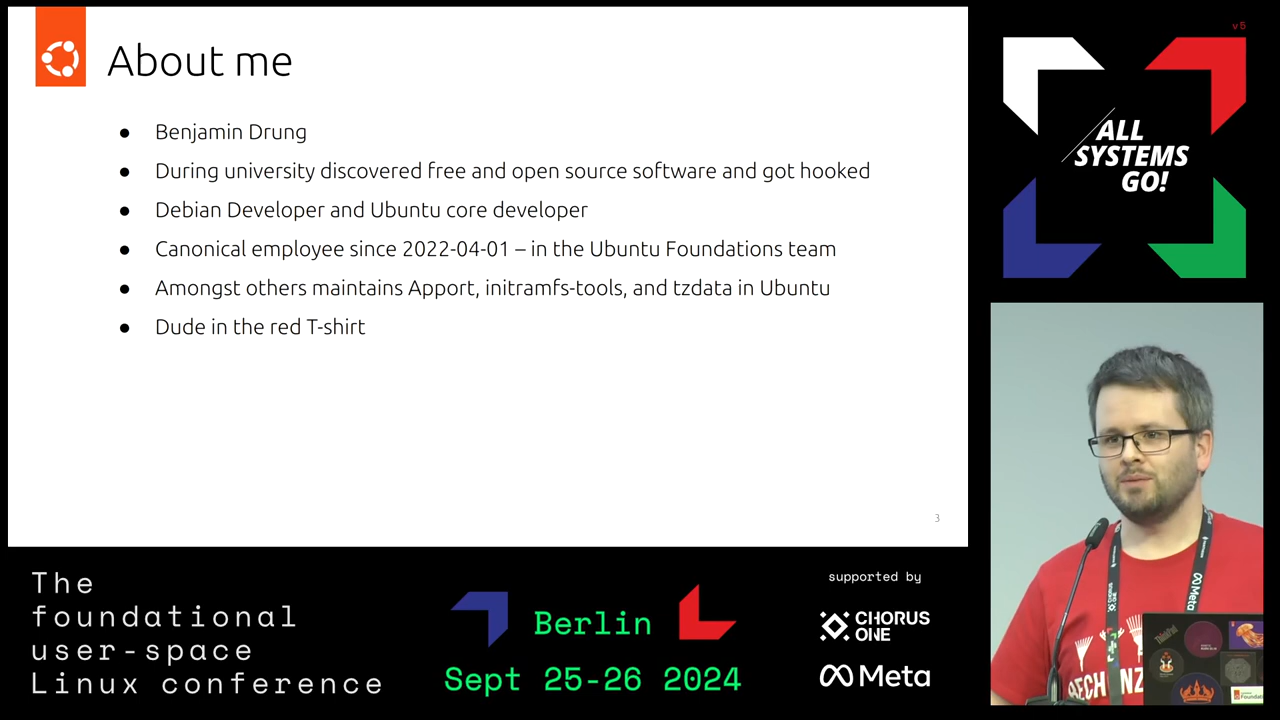 About me
● Benjamin Drung
● During university discovered free and open source software and got hooked
● Debian Developer and Ubuntu core developer
● Canonical employee since 2022-04-01 – in the Ubuntu Foundations team
● Amongst others maintains Apport, initramfs-tools, and tzdata in Ubuntu
● Dude in the red T-shirt
3
v5
ALL
SYSTEMS
GO!
The
foundational
user-space
Linux conference
Berlin
Sept 25-26 2024
supported by
CHORUS
ONE
Meta
Meta
ThinkPad